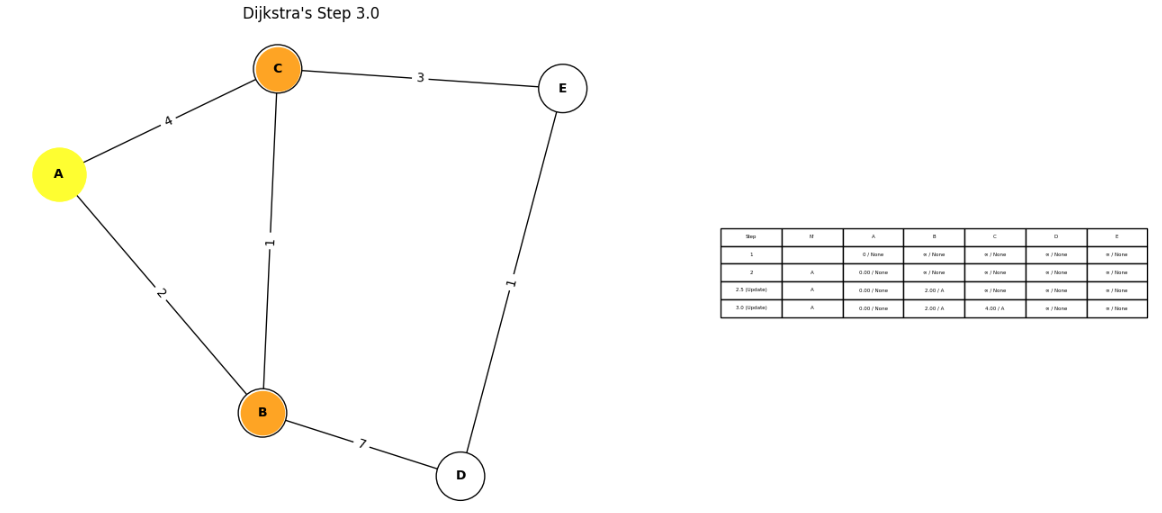 Dijkstra's Step 3.0
C
3
E
4
A
1
1
2
B
7
D
Step N' A B C D E
1 0 / None ∞ / None ∞ / None ∞ / None ∞ / None
2 A 0.00 / None ∞ / None ∞ / None ∞ / None ∞ / None
2.5 (Update) A 0.00 / None 2.00 / A ∞ / None ∞ / None ∞ / None
3.0 (Update) A 0.00 / None 2.00 / A 4.00 / A ∞ / None ∞ / None